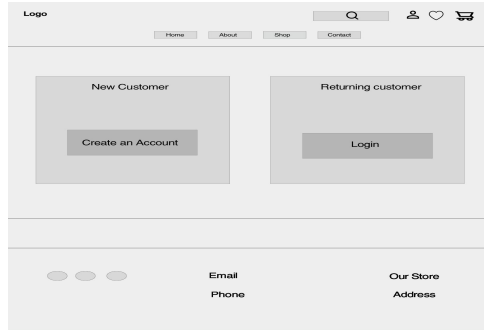 Logo
Home About Shop Contact
New Customer
Create an Account
Returning customer
Login
Email
Phone
Our Store
Address